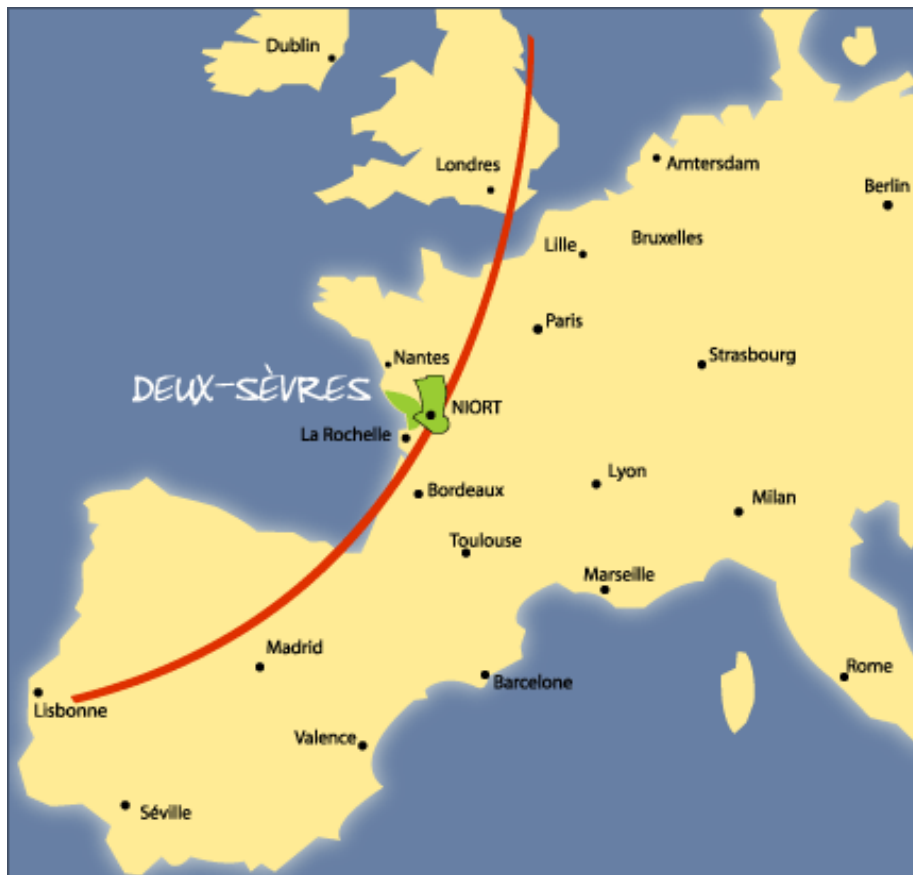 Dublin
Londres
Amtersdam
Berlin
Lille
Bruxelles
Paris
Nantes
Strasbourg
DEUX-SÈVRES
NIORT
La Rochelle
Lyon
Bordeaux
Milan
Toulouse
Marseille
Madrid
Rome
Barcelone
Lisbonne
Valence
Séville